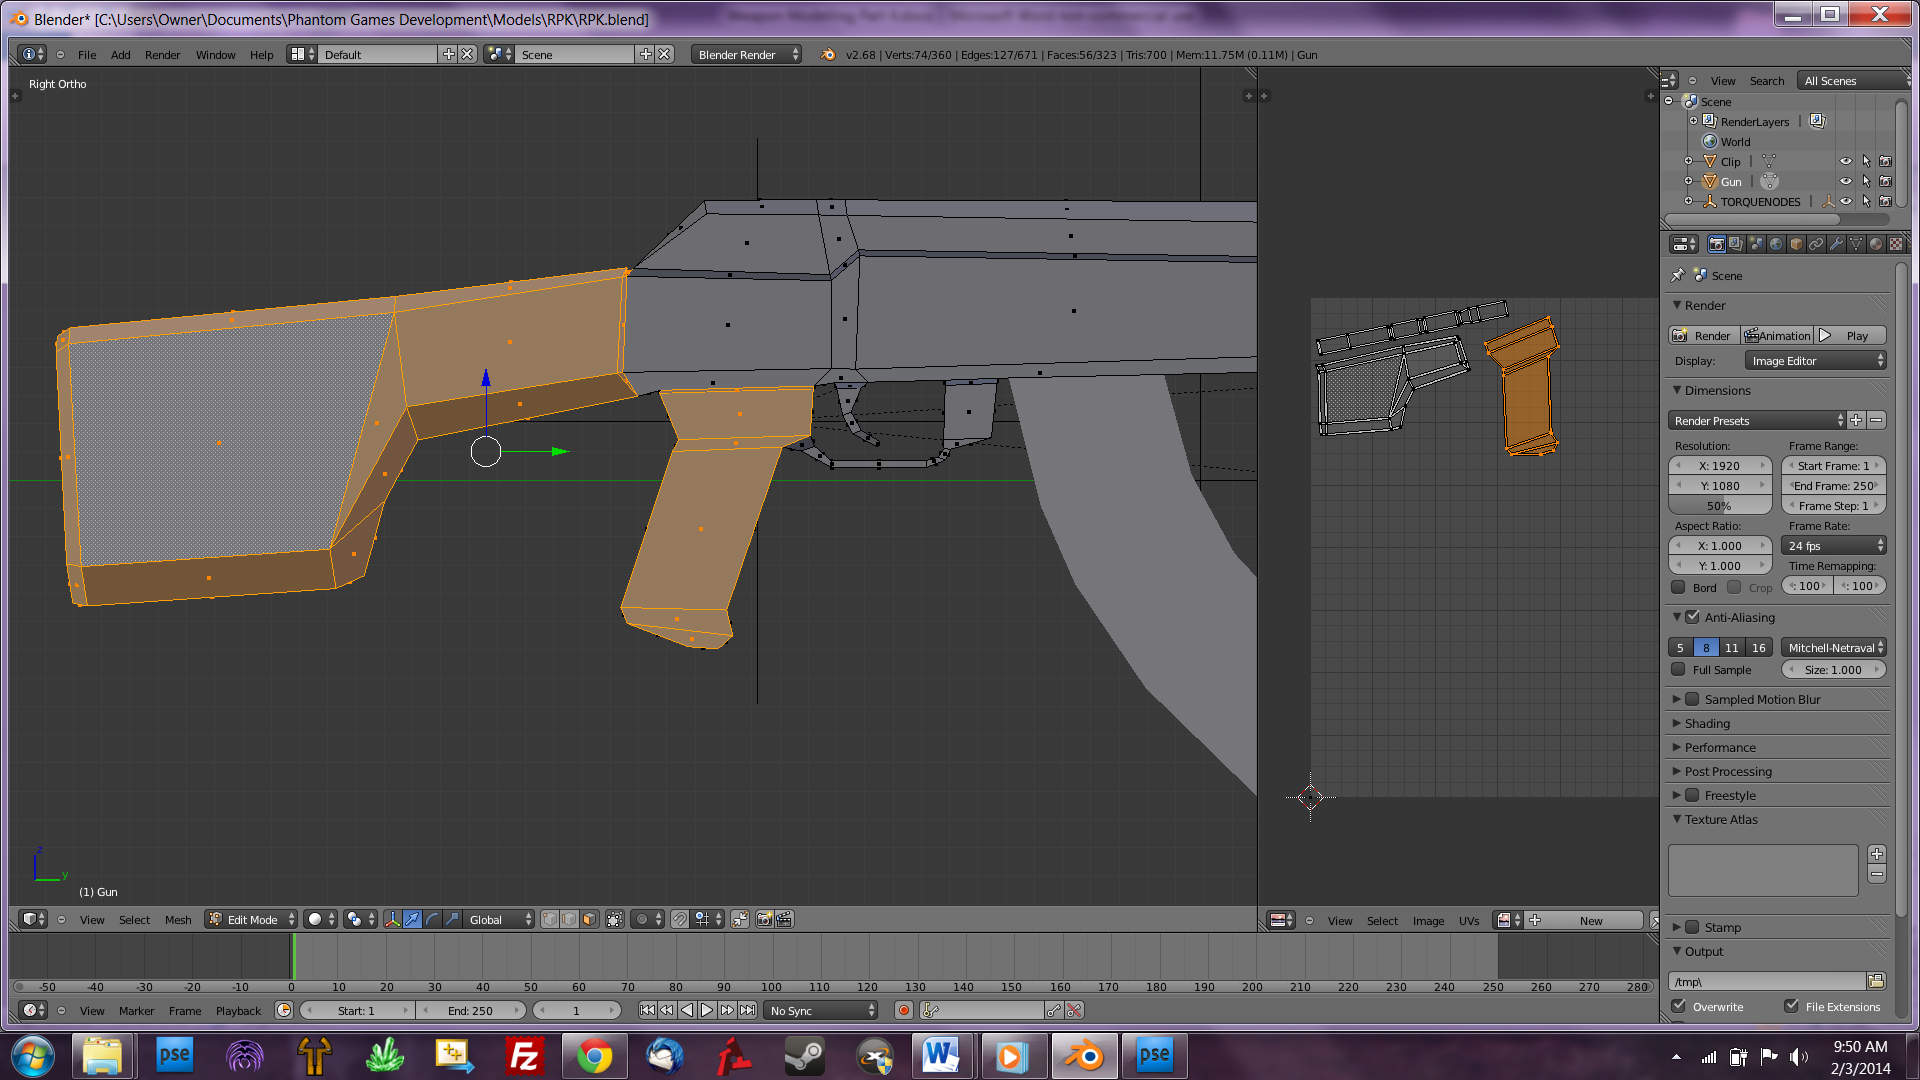 Blender* [C:\Users\Owner\Documents\Phantom Games Development\Models\RPK\RPK.blend]
File Add Render Window Help Default Scene Blender Render v2.68 | Verts:74/360 | Edges:127/671 | Faces:56/323 | Tris:700 | Mem:11.75M (0.11M) | Gun
Right Ortho
View Search All Scenes
Scene
RenderLayers |
World
Clip |
Gun |
TORQUENODES |
Scene
Render
Render Animation Play
Display: Image Editor
Dimensions
Render Presets
Resolution: Frame Range:
X: 1920 Start Frame: 1
Y: 1080 End Frame: 250
50% Frame Step: 1
Aspect Ratio: Frame Rate:
X: 1.000 24 fps
Y: 1.000 Time Remapping:
Bord Crop : 100 : 100
Anti-Aliasing
5 8 11 16 Mitchell-Netraval
Full Sample Size: 1.000
Sampled Motion Blur
Shading
Performance
Post Processing
Freestyle
Texture Atlas
Stamp
Output
/tmp\
Overwrite File Extensions
z
y
(1) Gun
View Select Mesh Edit Mode Global
View Select Image UVs New
-50 -40 -30 -20 -10 0 10 20 30 40 50 60 70 80 90 100 110 120 130 140 150 160 170 180 190 200 210 220 230 240 250 260 270 280
View Marker Frame Playback Start: 1 End: 250 1 No Sync
pse
FZ
W
pse
9:50 AM
2/3/2014